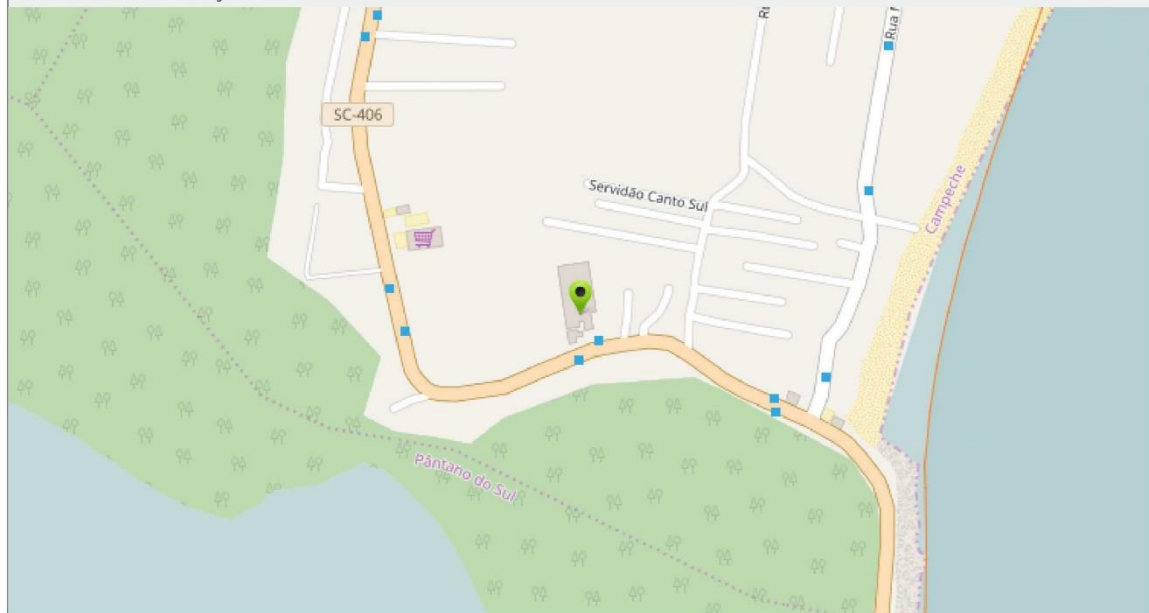 SC-406
Servidão Canto Sul
Campeche
Pântano do Sul
Rua